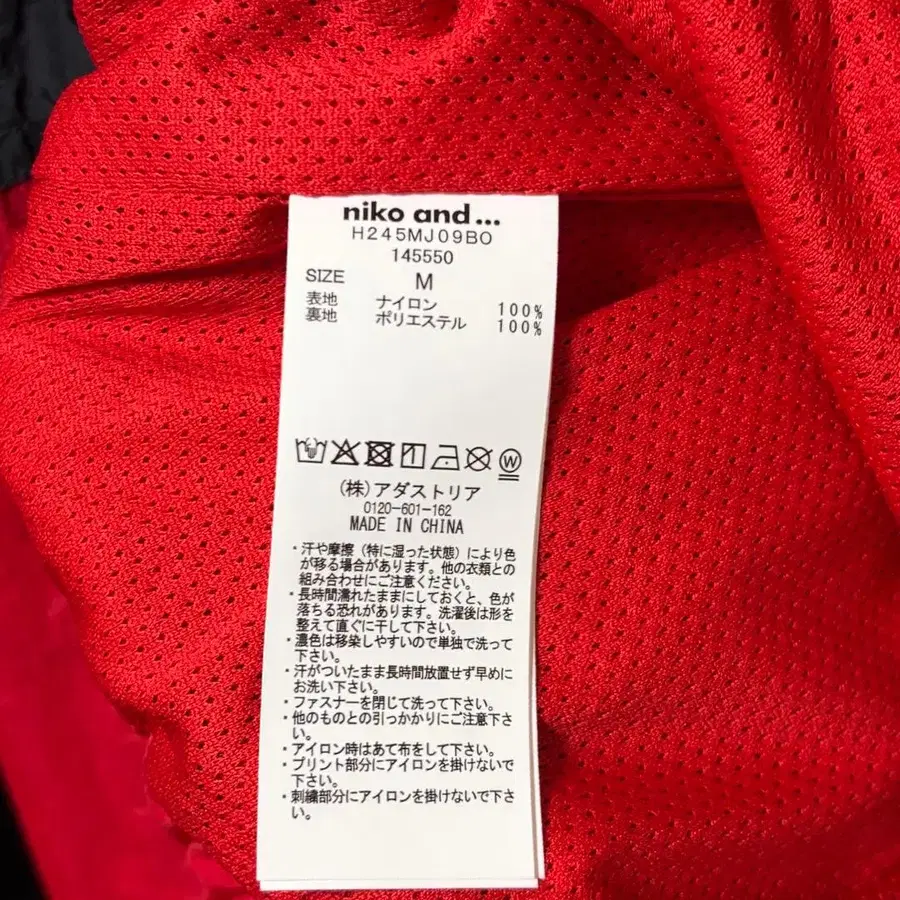 niko and ...
H245MJ09BO
145550
SIZE M
表地 ナイロン 100%
裏地 ポリエステル 100%
W
(株)アダストリア
0120-601-162
MADE IN CHINA
・汗や摩擦（特に湿った状態）により色
が移る場合があります。他の衣類との
組み合わせにご注意ください。
・長時間濡れたままにしておくと、色が
落ちる恐れがあります。洗濯後は形を
整えて直ぐに干して下さい。
・濃色は移染しやすいので単独で洗って
下さい。
・汗がついたまま長時間放置せず早めに
お洗い下さい。
・ファスナーを閉じて洗って下さい。
・他のものとの引っかかりにご注意下さ
い。
・アイロン時はあて布をして下さい。
・プリント部分にアイロンを掛けないで
下さい。
・刺繍部分にアイロンを掛けないで下さ
い。